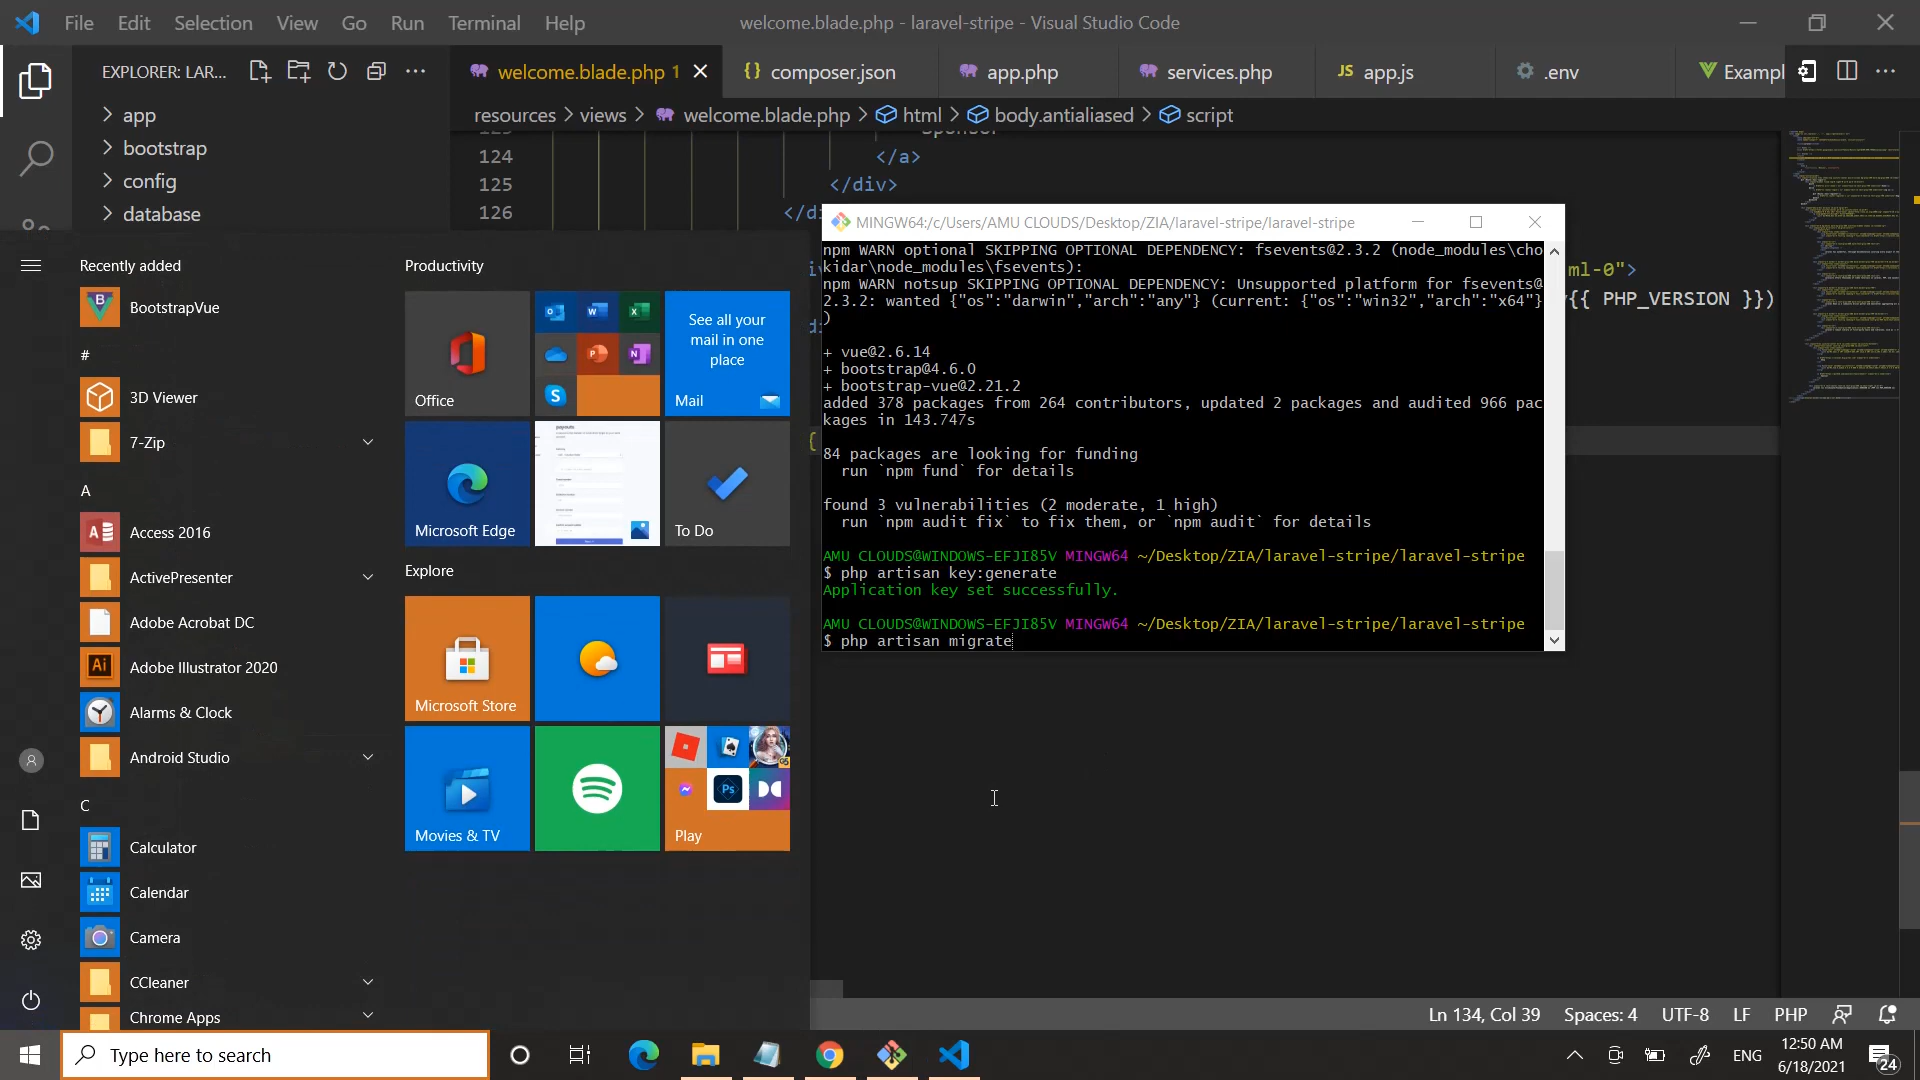 File Edit Selection View Go Run Terminal Help
welcome.blade.php - laravel-stripe - Visual Studio Code
EXPLORER: LAR...
welcome.blade.php 1
composer.json
app.php
services.php
JS app.js
.env
Exampl
resources > views > welcome.blade.php > html > body.antialiased > script
app
bootstrap
config
database
124 </a>
125 </div>
126 </di
ml-0">
{{ PHP_VERSION }})
Recently added
BootstrapVue
#
3D Viewer
7-Zip
A
Access 2016
ActivePresenter
Adobe Acrobat DC
Adobe Illustrator 2020
Alarms & Clock
Android Studio
C
Calculator
Calendar
Camera
CCleaner
Chrome Apps
Productivity
Office
See all your
mail in one
place
Mail
Microsoft Edge
To Do
Explore
Microsoft Store
Movies & TV
Play
MINGW64:/c/Users/AMU CLOUDS/Desktop/ZIA/laravel-stripe/laravel-stripe
npm WARN optional SKIPPING OPTIONAL DEPENDENCY: fsevents@2.3.2 (node_modules\cho
kidar\node_modules\fsevents):
npm WARN notsup SKIPPING OPTIONAL DEPENDENCY: Unsupported platform for fsevents@
2.3.2: wanted {"os":"darwin","arch":"any"} (current: {"os":"win32","arch":"x64"}
)
+ vue@2.6.14
+ bootstrap@4.6.0
+ bootstrap-vue@2.21.2
added 378 packages from 264 contributors, updated 2 packages and audited 966 pac
kages in 143.747s
84 packages are looking for funding
run `npm fund` for details
found 3 vulnerabilities (2 moderate, 1 high)
run `npm audit fix` to fix them, or `npm audit` for details
AMU CLOUDS@WINDOWS-EFJI85V MINGW64 ~/Desktop/ZIA/laravel-stripe/laravel-stripe
$ php artisan key:generate
Application key set successfully.
AMU CLOUDS@WINDOWS-EFJI85V MINGW64 ~/Desktop/ZIA/laravel-stripe/laravel-stripe
$ php artisan migrate
Ln 134, Col 39 Spaces: 4 UTF-8 LF PHP
Type here to search
ENG
12:50 AM
6/18/2021
24